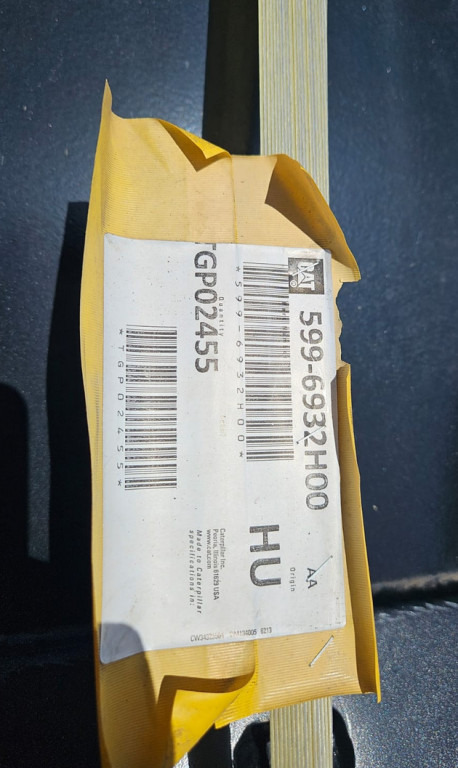 CAT
599-6932H00
*599-6932H00*
Quantity
TGP02455
*TGP02455*
AA
Origin
HU
Caterpillar Inc.
Peoria, Illinois 61629 USA
www.cat.com
Made to Caterpillar
specifications in:
6213